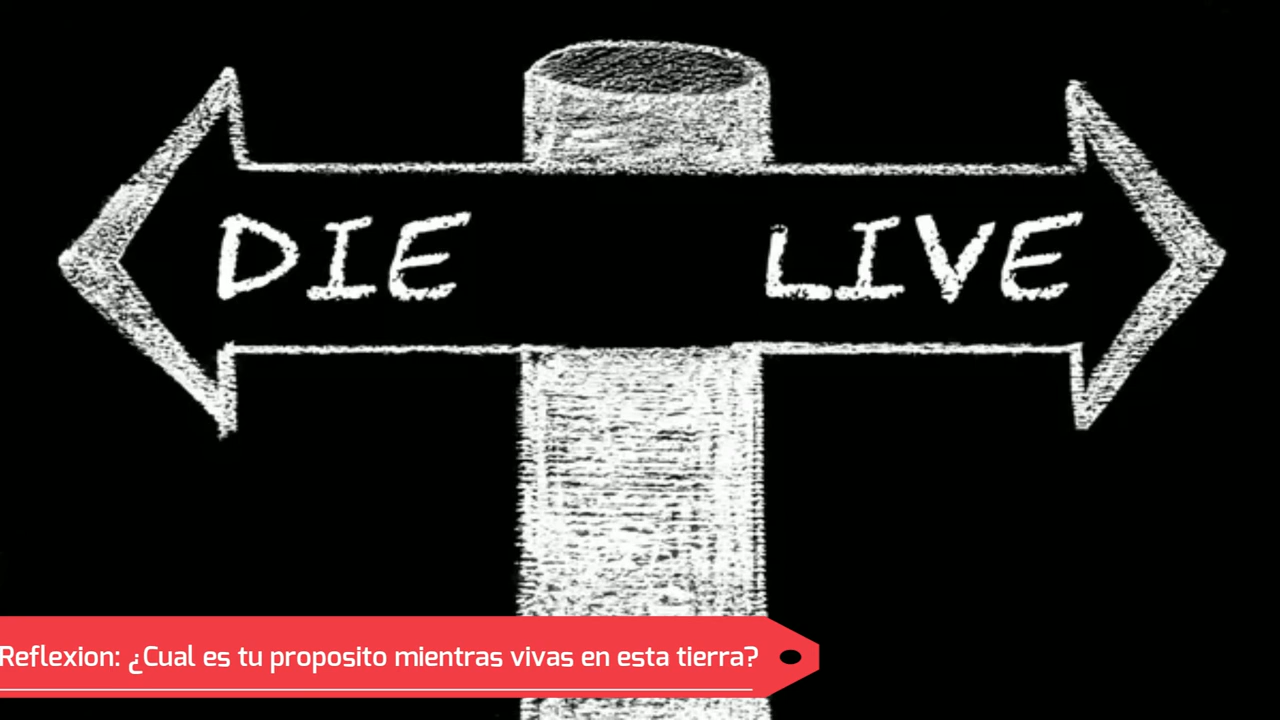 DIE LIVE
Reflexion: ¿Cual es tu proposito mientras vivas en esta tierra?